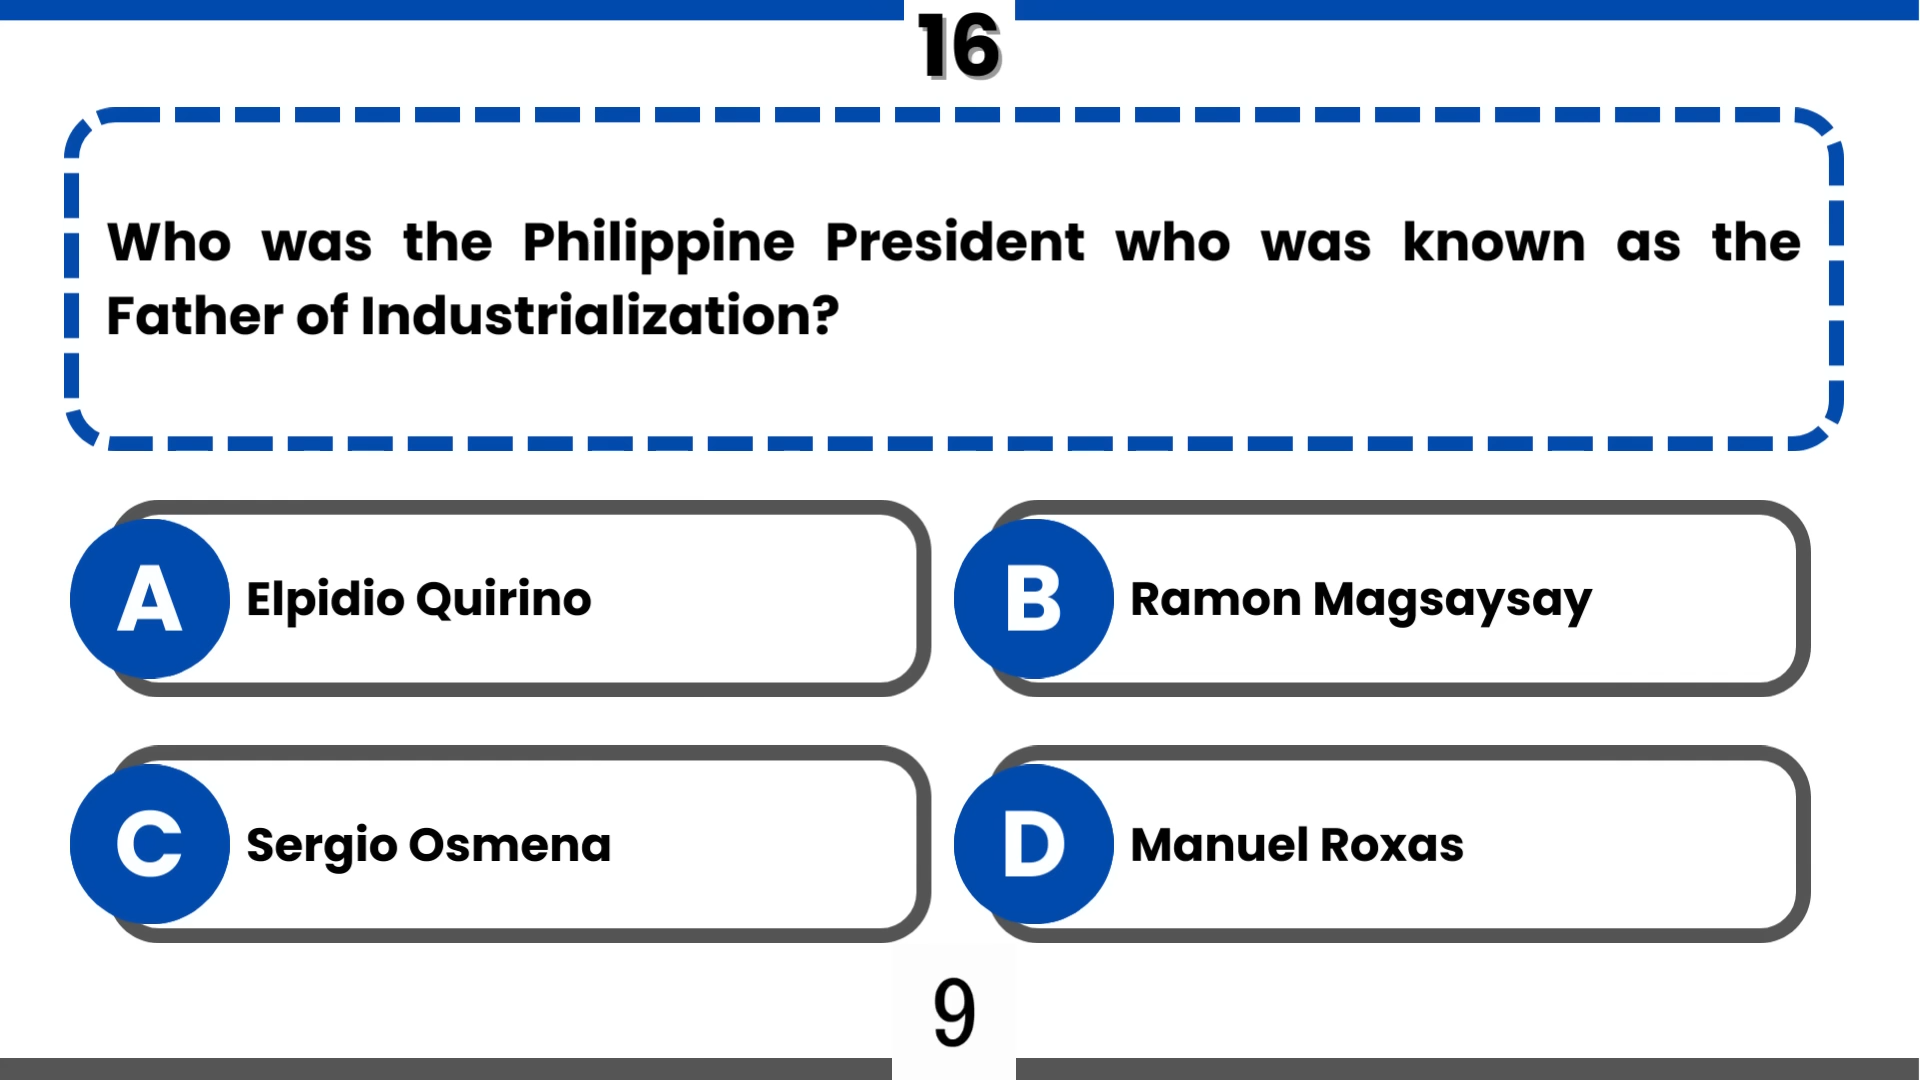 16
Who was the Philippine President who was known as the
Father of Industrialization?
A Elpidio Quirino
B Ramon Magsaysay
C Sergio Osmena
D Manuel Roxas
9